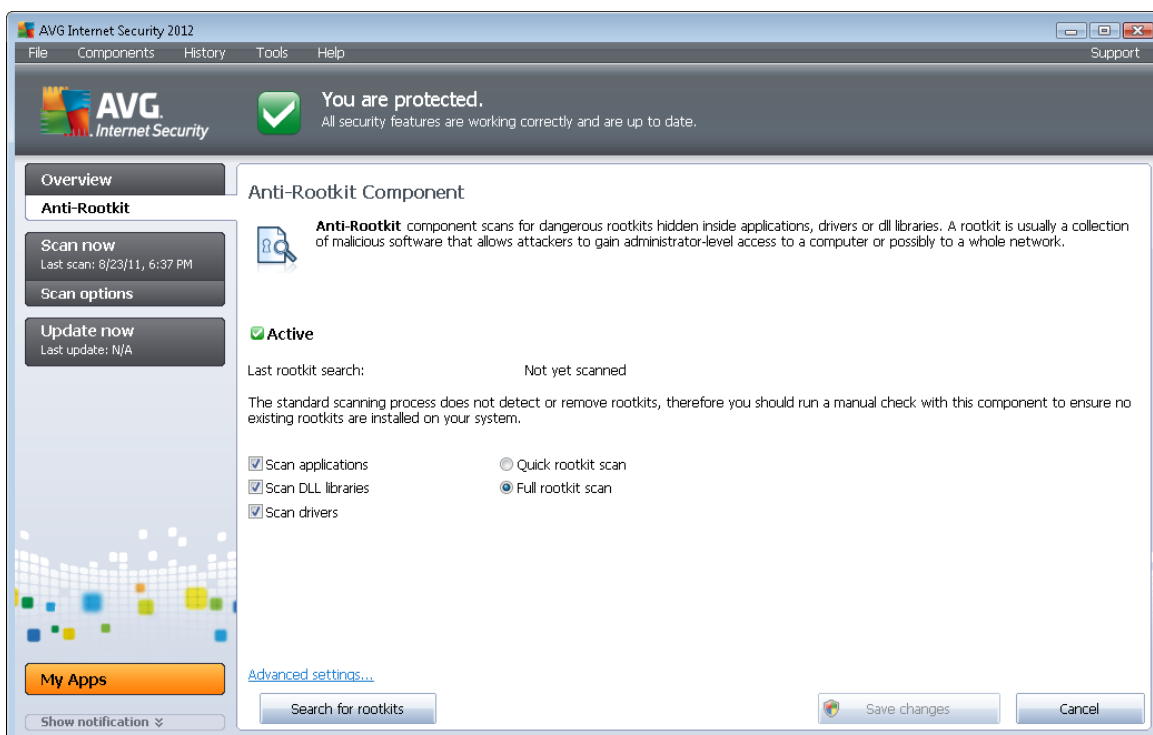 AVG Internet Security 2012
File Components History Tools Help Support
AVG.
Internet Security
You are protected.
All security features are working correctly and are up to date.
Overview
Anti-Rootkit
Scan now
Last scan: 8/23/11, 6:37 PM
Scan options
Update now
Last update: N/A
My Apps
Show notification
Anti-Rootkit Component
Anti-Rootkit component scans for dangerous rootkits hidden inside applications, drivers or dll libraries. A rootkit is usually a collection
of malicious software that allows attackers to gain administrator-level access to a computer or possibly to a whole network.
Active
Last rootkit search: Not yet scanned
The standard scanning process does not detect or remove rootkits, therefore you should run a manual check with this component to ensure no
existing rootkits are installed on your system.
Scan applications Quick rootkit scan
Scan DLL libraries Full rootkit scan
Scan drivers
Advanced settings...
Search for rootkits Save changes Cancel